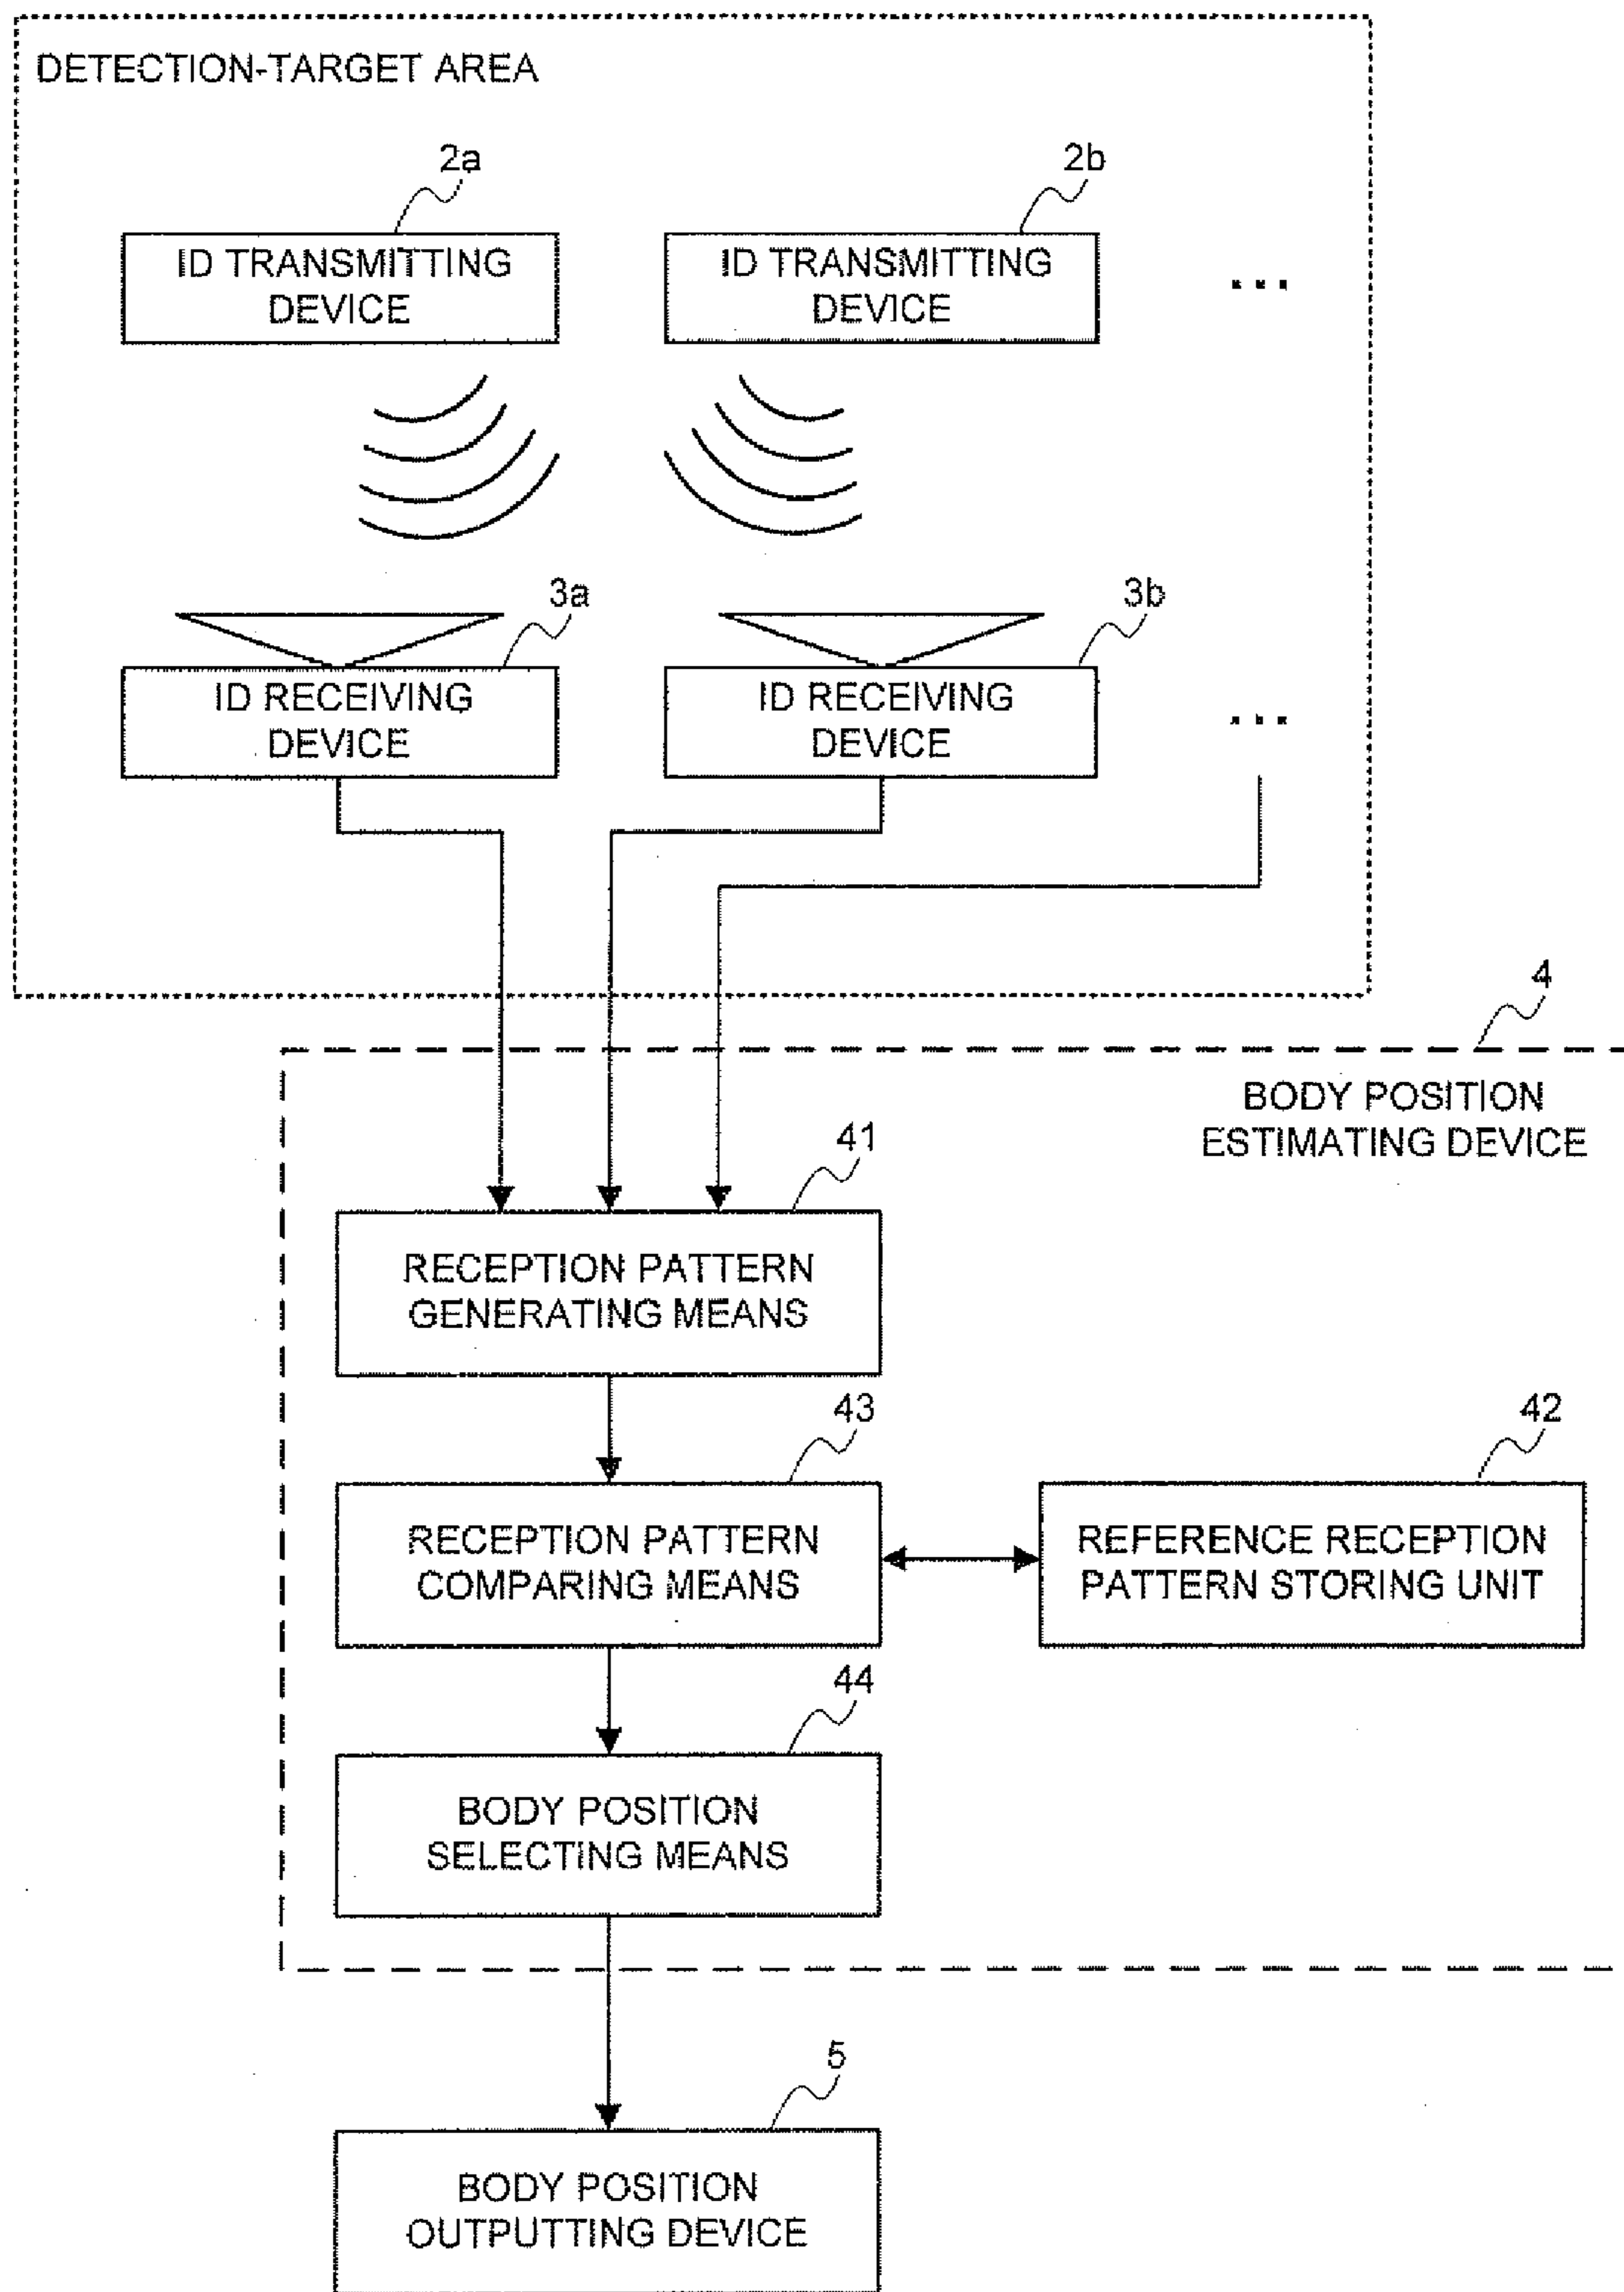 DETECTION-TARGET AREA
2a
2b
ID TRANSMITTING
DEVICE
ID TRANSMITTING
DEVICE
...
3a
3b
ID RECEIVING
DEVICE
ID RECEIVING
DEVICE
...
4
BODY POSITION
ESTIMATING DEVICE
41
RECEPTION PATTERN
GENERATING MEANS
43
42
RECEPTION PATTERN
COMPARING MEANS
REFERENCE RECEPTION
PATTERN STORING UNIT
44
BODY POSITION
SELECTING MEANS
5
BODY POSITION
OUTPUTTING DEVICE